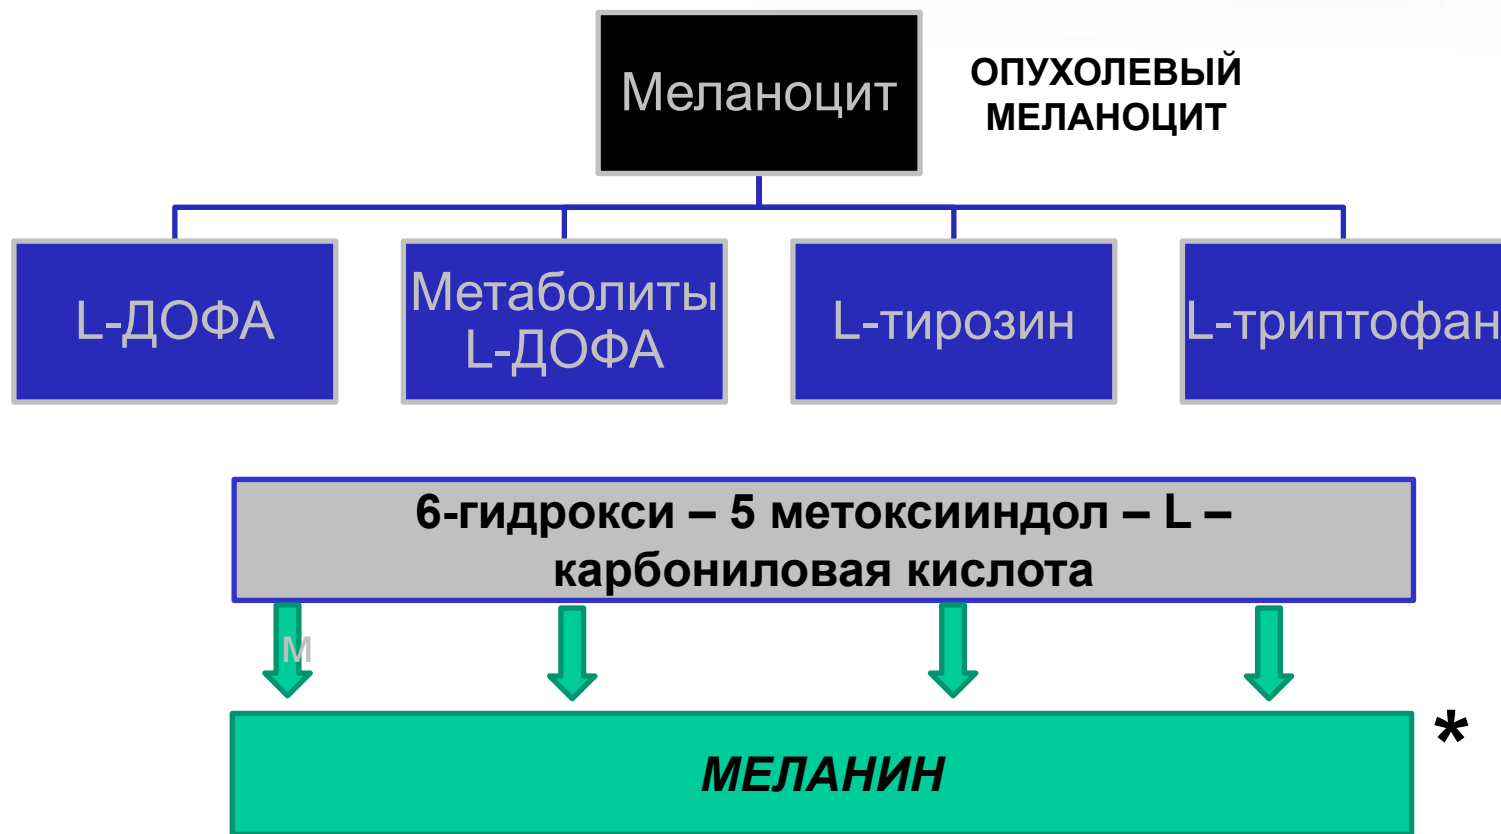 Меланоцит
ОПУХОЛЕВЫЙ
МЕЛАНОЦИТ
L-ДОФА
Метаболиты
L-ДОФА
L-тирозин
L-триптофан
6-гидрокси – 5 метоксииндол – L –
карбониловая кислота
м
МЕЛАНИН
*